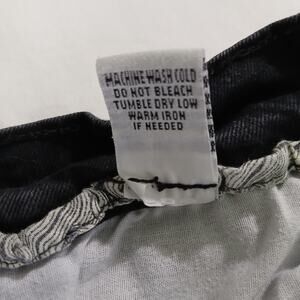 MACHINE WASH COLD
DO NOT BLEACH
TUMBLE DRY LOW
WARM IRON
IF NEEDED